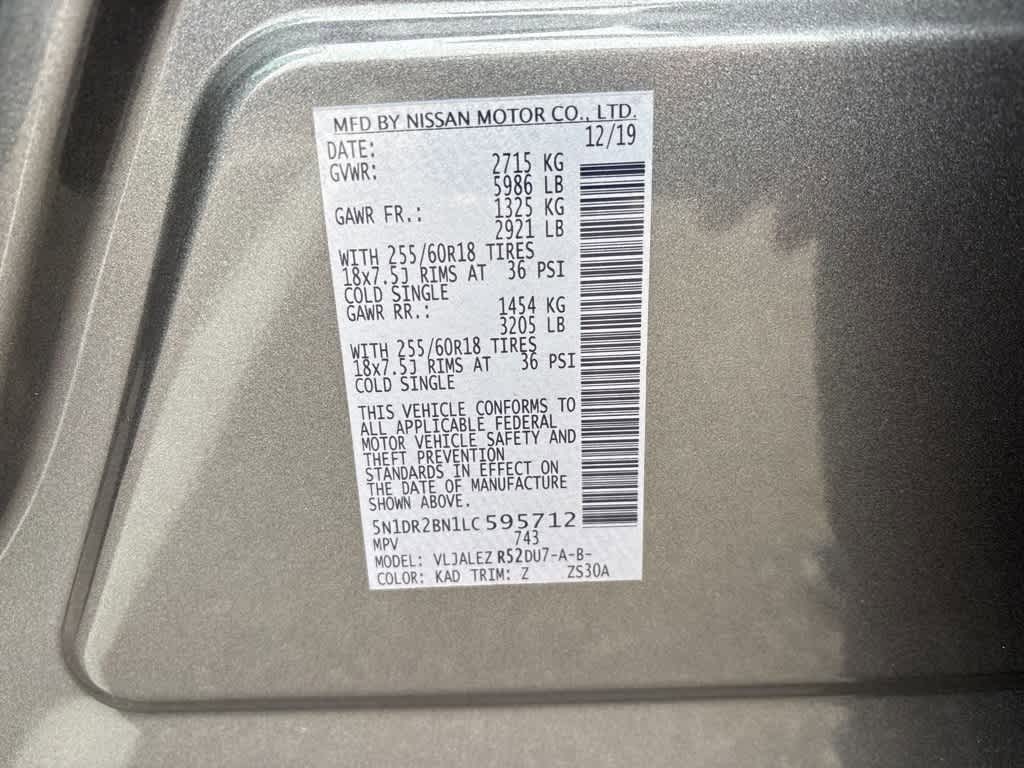 MFD BY NISSAN MOTOR CO., LTD.
DATE: 12/19
GVWR: 2715 KG
5986 LB
GAWR FR.: 1325 KG
2921 LB
WITH 255/60R18 TIRES
18x7.5J RIMS AT 36 PSI
COLD SINGLE
GAWR RR.: 1454 KG
3205 LB
WITH 255/60R18 TIRES
18x7.5J RIMS AT 36 PSI
COLD SINGLE
THIS VEHICLE CONFORMS TO
ALL APPLICABLE FEDERAL
MOTOR VEHICLE SAFETY AND
THEFT PREVENTION
STANDARDS IN EFFECT ON
THE DATE OF MANUFACTURE
SHOWN ABOVE.
5N1DR2BN1LC595712
MPV 743
MODEL: VLJALEZ R52DU7-A-B-
COLOR: KAD TRIM: Z ZS30A